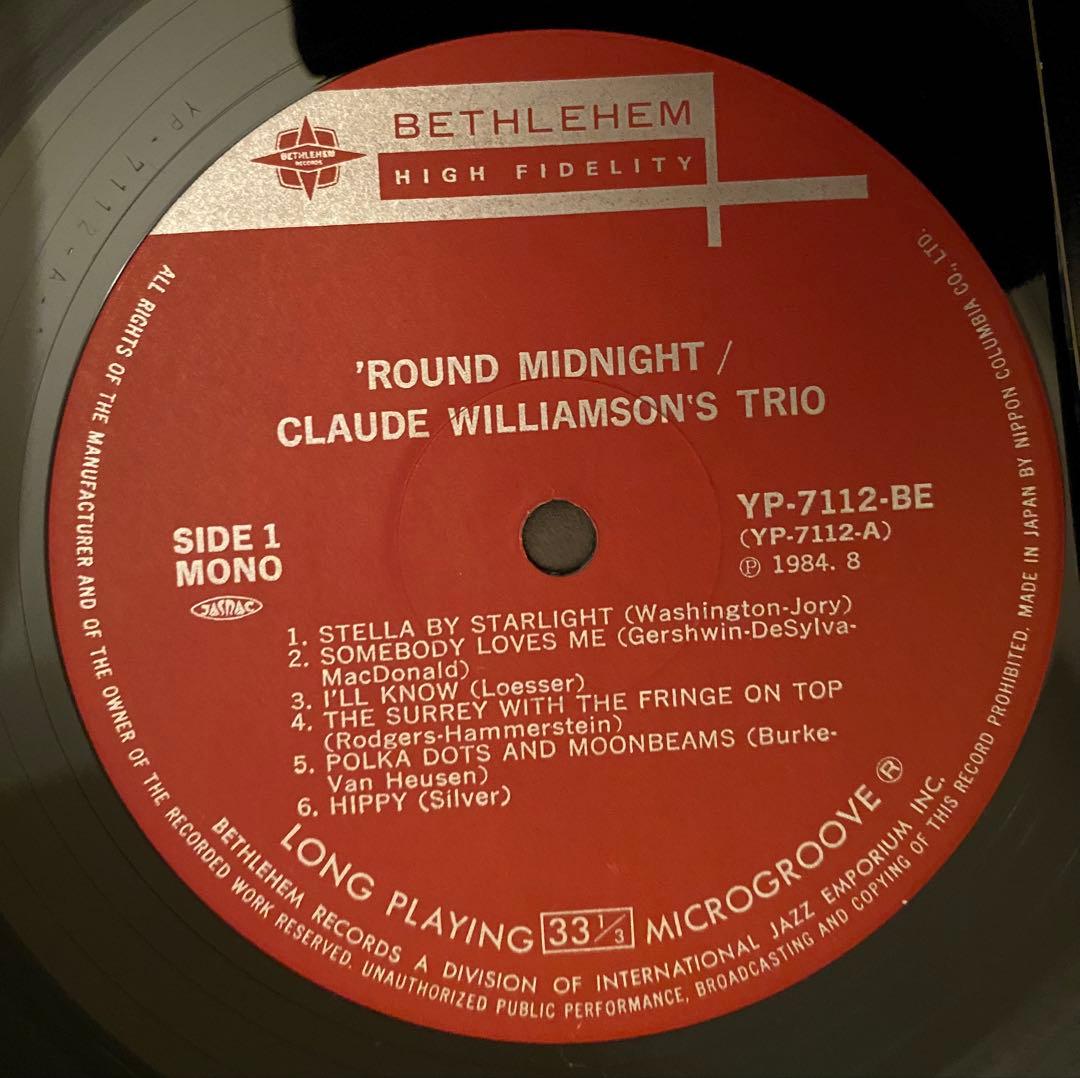 BETHLEHEM
RECORDS
BETHLEHEM
HIGH FIDELITY
YP-7112-A-1
'ROUND MIDNIGHT /
CLAUDE WILLIAMSON'S TRIO
SIDE 1
MONO
JASRAC
YP-7112-BE
(YP-7112-A)
Ⓟ 1984. 8
1. STELLA BY STARLIGHT (Washington-Jory)
2. SOMEBODY LOVES ME (Gershwin-DeSylva-
MacDonald)
3. I'LL KNOW (Loesser)
4. THE SURREY WITH THE FRINGE ON TOP
(Rodgers-Hammerstein)
5. POLKA DOTS AND MOONBEAMS (Burke-
Van Heusen)
6. HIPPY (Silver)
LONG PLAYING 33 1/3 MICROGROOVE ®
BETHLEHEM RECORDS A DIVISION OF INTERNATIONAL JAZZ EMPORIUM INC.
ALL RIGHTS OF THE MANUFACTURER AND OF THE OWNER OF THE RECORDED WORK RESERVED. UNAUTHORIZED PUBLIC PERFORMANCE, BROADCASTING AND COPYING OF THIS RECORD PROHIBITED. MADE IN JAPAN BY NIPPON COLUMBIA CO., LTD.